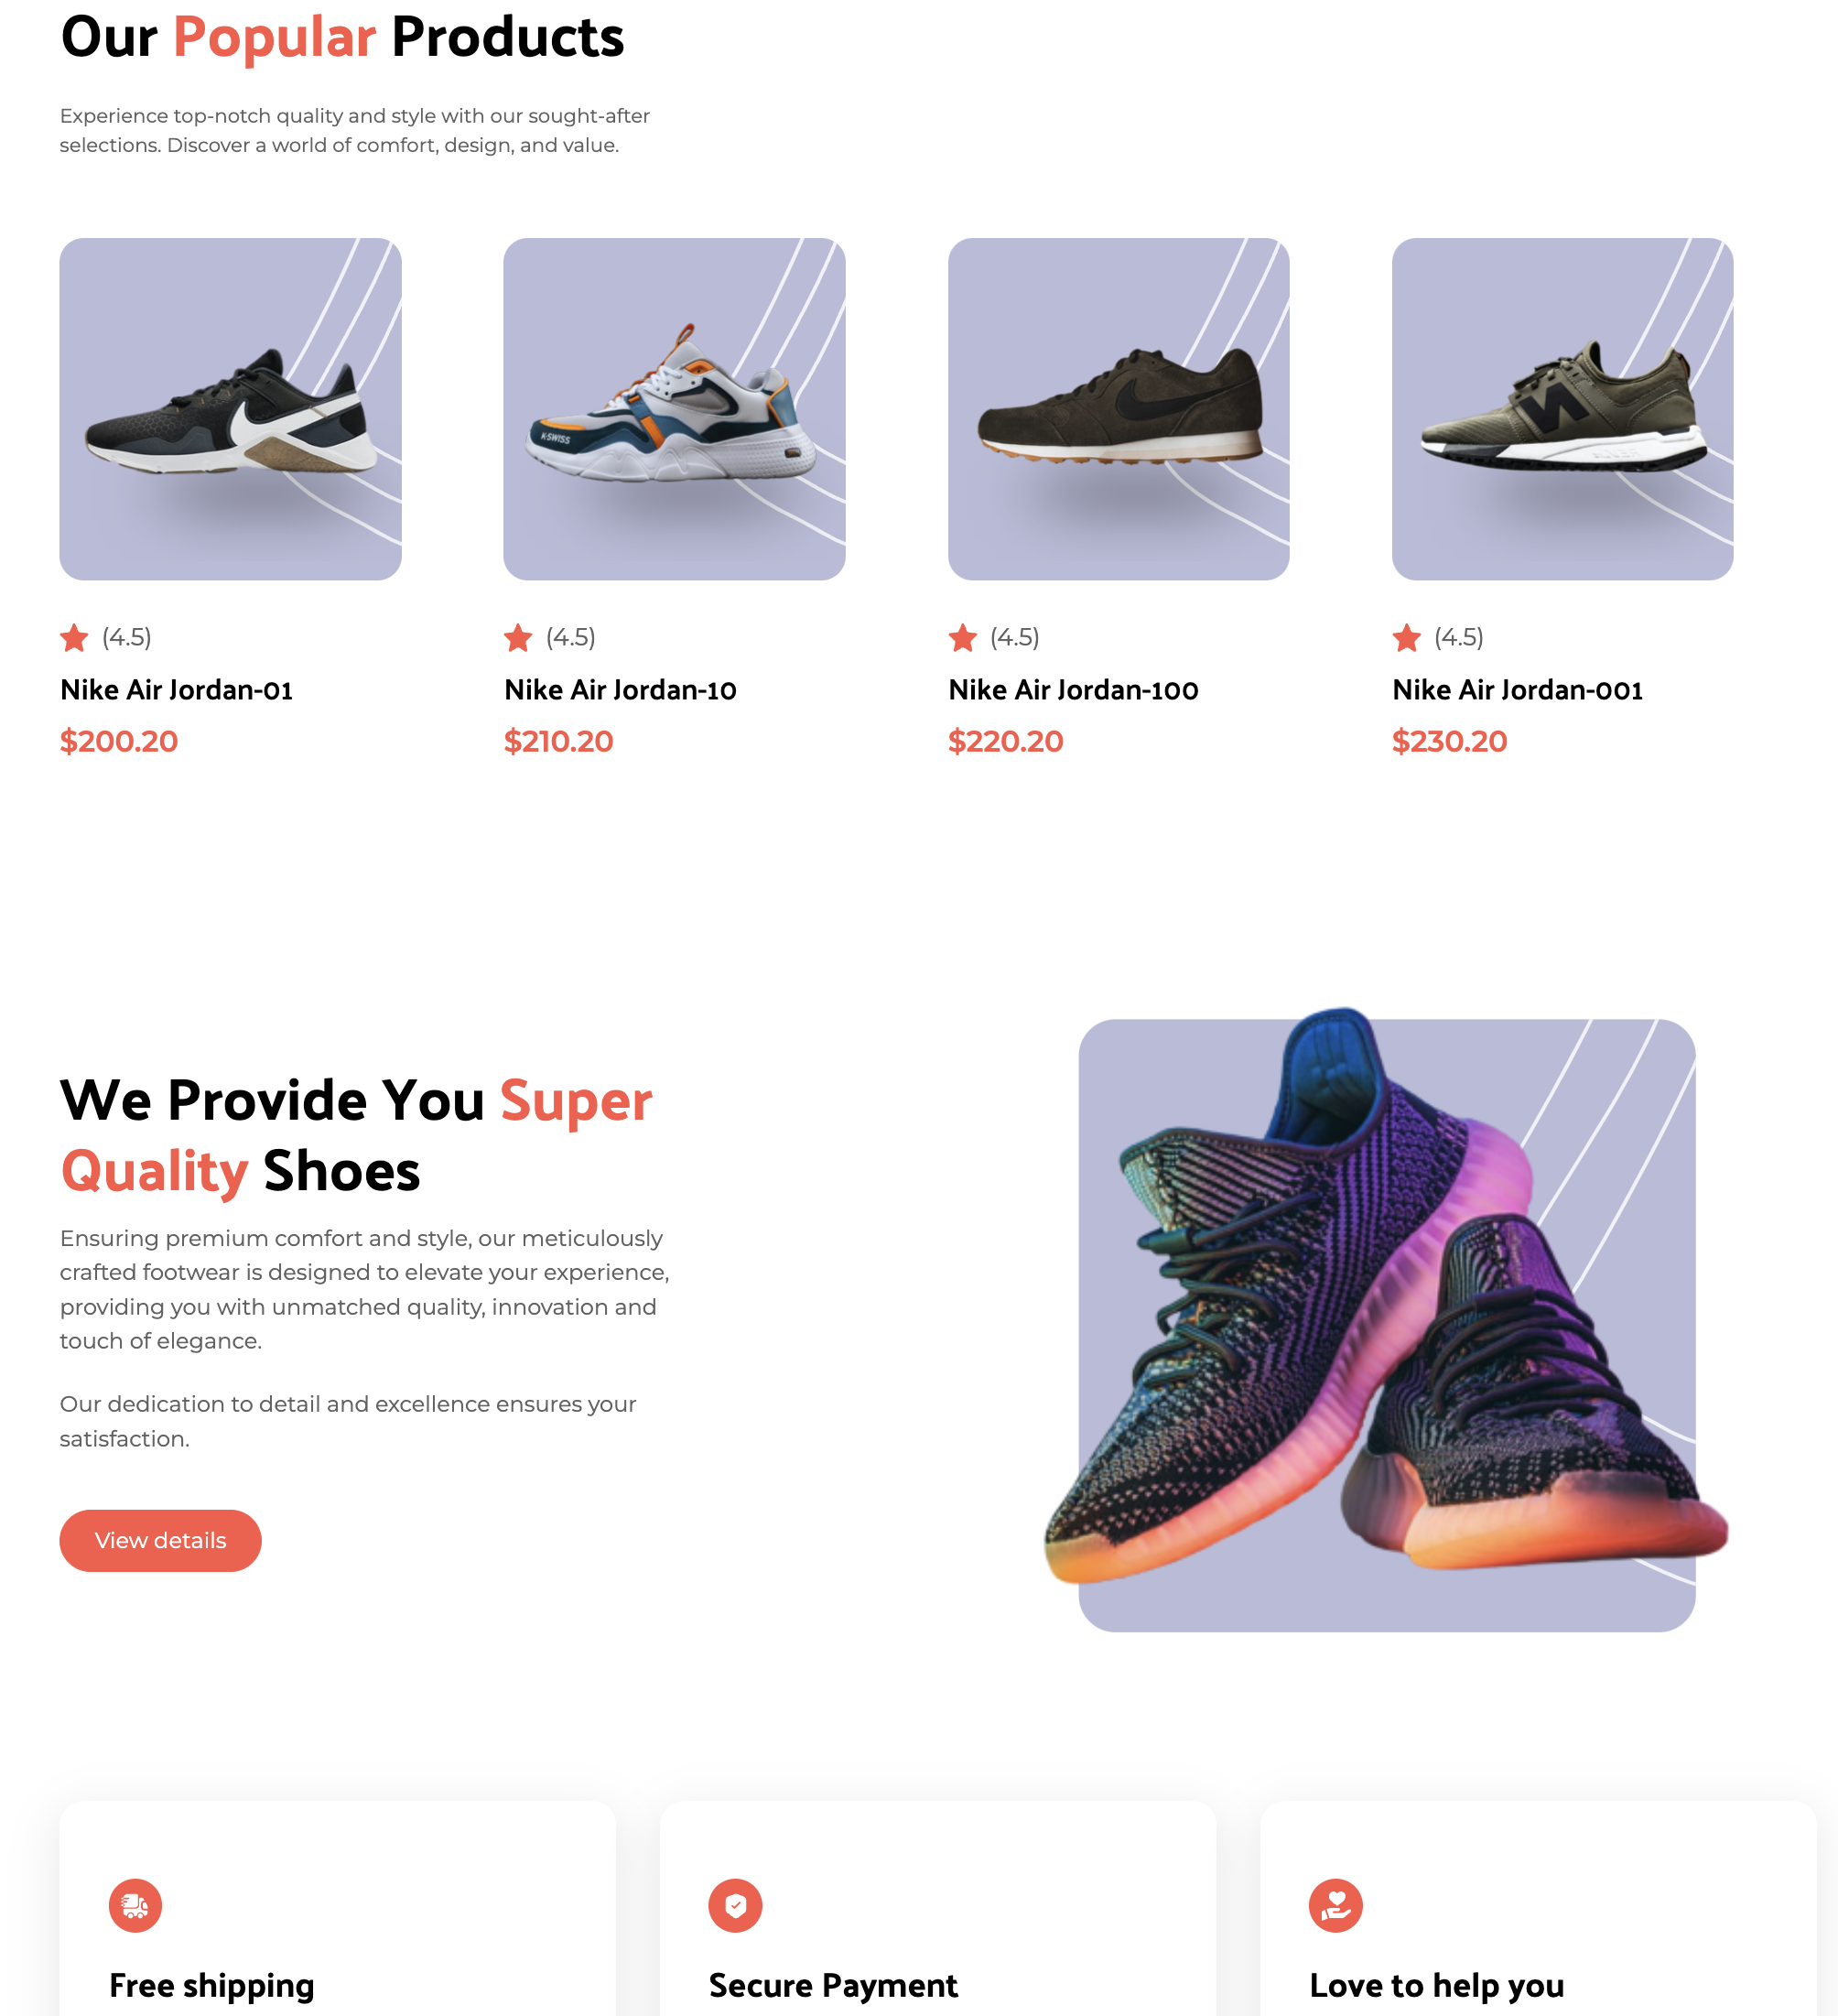 Our Popular Products
Experience top-notch quality and style with our sought-after
selections. Discover a world of comfort, design, and value.
K-SWISS
(4.5)
Nike Air Jordan-01
$200.20
(4.5)
Nike Air Jordan-10
$210.20
(4.5)
Nike Air Jordan-100
$220.20
(4.5)
Nike Air Jordan-001
$230.20
We Provide You Super
Quality Shoes
Ensuring premium comfort and style, our meticulously
crafted footwear is designed to elevate your experience,
providing you with unmatched quality, innovation and
touch of elegance.
Our dedication to detail and excellence ensures your
satisfaction.
View details
Free shipping
Secure Payment
Love to help you